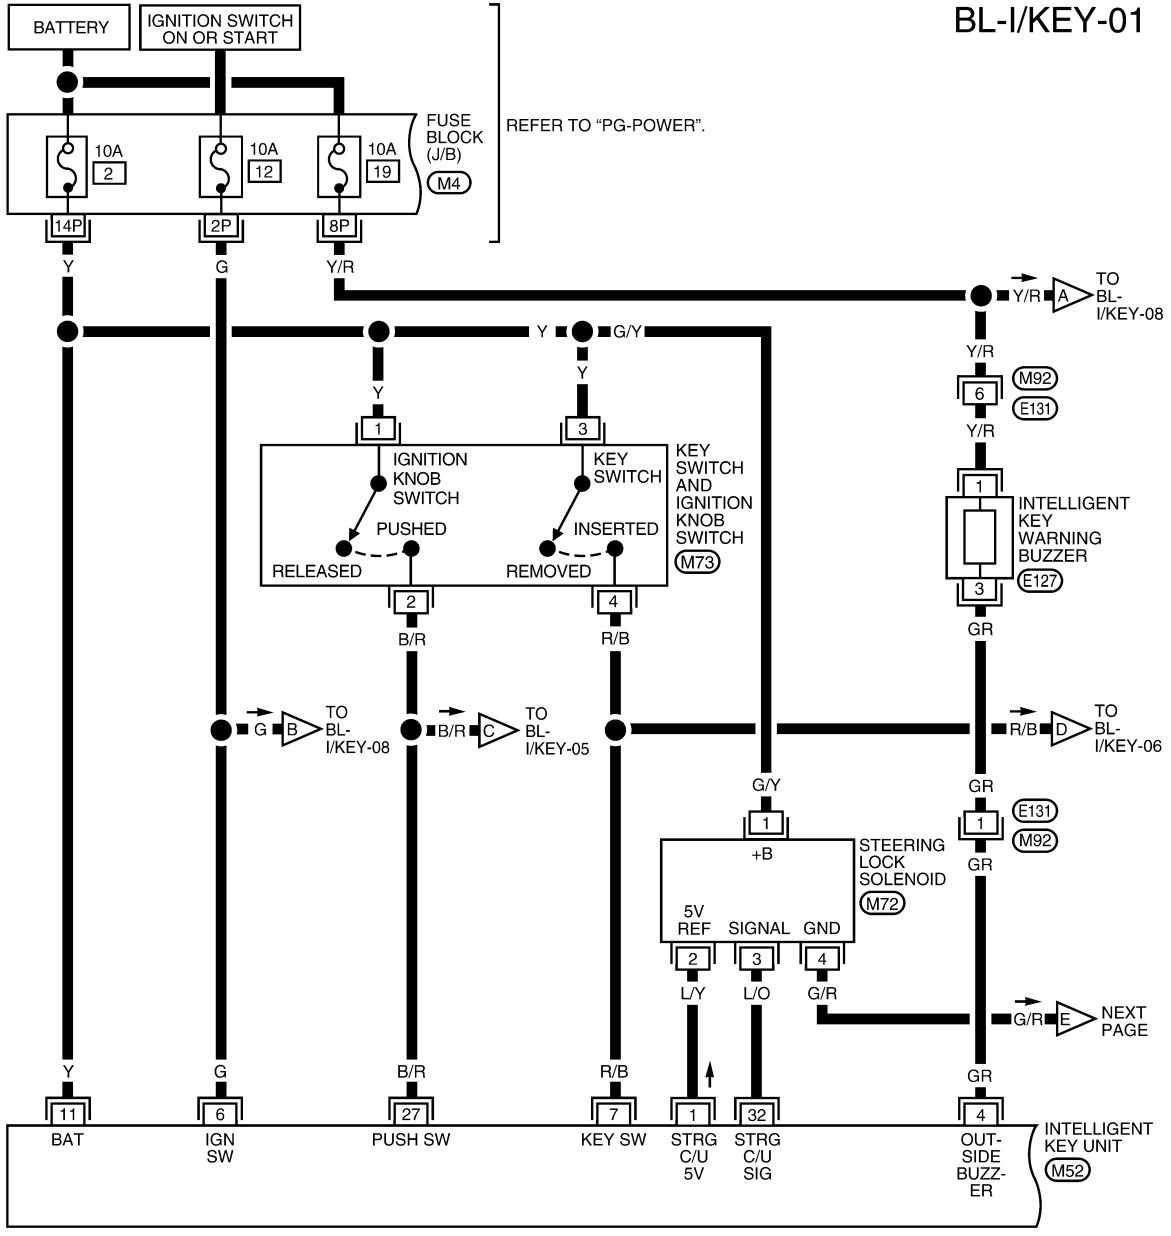 BL-I/KEY-01
BATTERY
IGNITION SWITCH
ON OR START
REFER TO “PG-POWER”.
10A
2
10A
12
10A
19
FUSE
BLOCK
(J/B)
M4
14P
2P
8P
Y
G
Y/R
Y/R
A
TO
BL-
I/KEY-08
Y
G/Y
Y
Y
Y/R
6
M92
E131
Y/R
1
3
IGNITION
KNOB
SWITCH
PUSHED
RELEASED
KEY
SWITCH
INSERTED
REMOVED
KEY
SWITCH
AND
IGNITION
KNOB
SWITCH
M73
1
INTELLIGENT
KEY
WARNING
BUZZER
E127
3
GR
2
4
B/R
R/B
G
B
TO
BL-
I/KEY-08
B/R
C
TO
BL-
I/KEY-05
R/B
D
TO
BL-
I/KEY-06
G/Y
GR
1
1
E131
M92
GR
+B
5V
REF
SIGNAL
GND
STEERING
LOCK
SOLENOID
M72
2
3
4
L/Y
L/O
G/R
G/R
E
NEXT
PAGE
Y
G
B/R
R/B
GR
11
6
27
7
1
32
4
BAT
IGN
SW
PUSH SW
KEY SW
STRG
C/U
5V
STRG
C/U
SIG
OUT-
SIDE
BUZZ-
ER
INTELLIGENT
KEY UNIT
M52